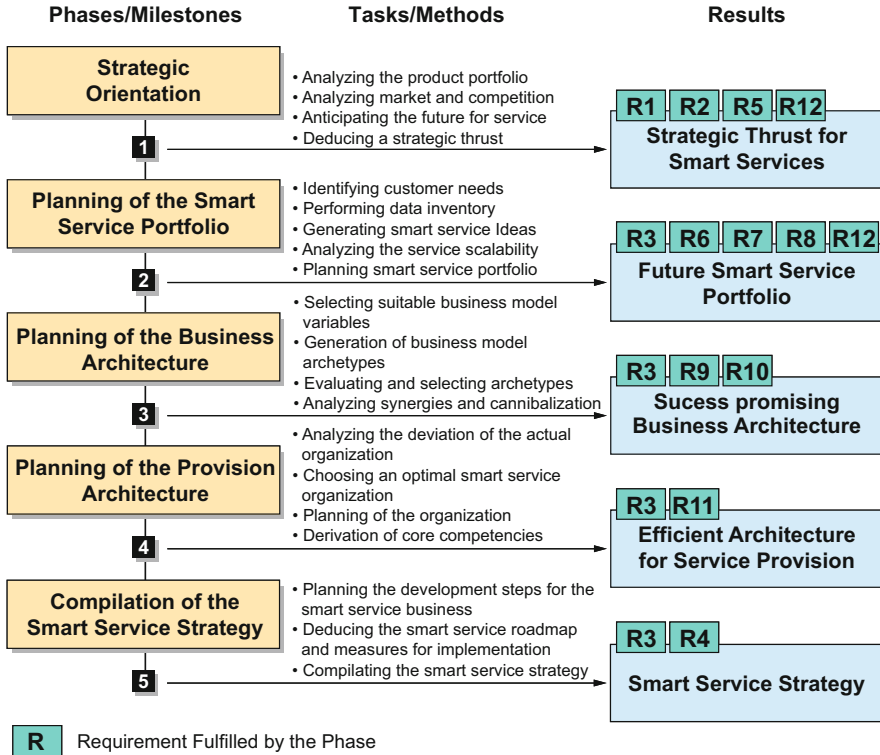 Phases/Milestones
Tasks/Methods
Results
Strategic
Orientation
• Analyzing the product portfolio
• Analyzing market and competition
• Anticipating the future for service
• Deducing a strategic thrust
1
R1 R2 R5 R12
Strategic Thrust for
Smart Services
Planning of the Smart
Service Portfolio
• Identifying customer needs
• Performing data inventory
• Generating smart service Ideas
• Analyzing the service scalability
• Planning smart service portfolio
2
R3 R6 R7 R8 R12
Future Smart Service
Portfolio
Planning of the Business
Architecture
• Selecting suitable business model
variables
• Generation of business model
archetypes
• Evaluating and selecting archetypes
• Analyzing synergies and cannibalization
3
R3 R9 R10
Sucess promising
Business Architecture
Planning of the Provision
Architecture
• Analyzing the deviation of the actual
organization
• Choosing an optimal smart service
organization
• Planning of the organization
• Derivation of core competencies
4
R3 R11
Efficient Architecture
for Service Provision
Compilation of the
Smart Service Strategy
• Planning the development steps for the
smart service business
• Deducing the smart service roadmap
and measures for implementation
• Compilating the smart service strategy
5
R3 R4
Smart Service Strategy
R Requirement Fulfilled by the Phase